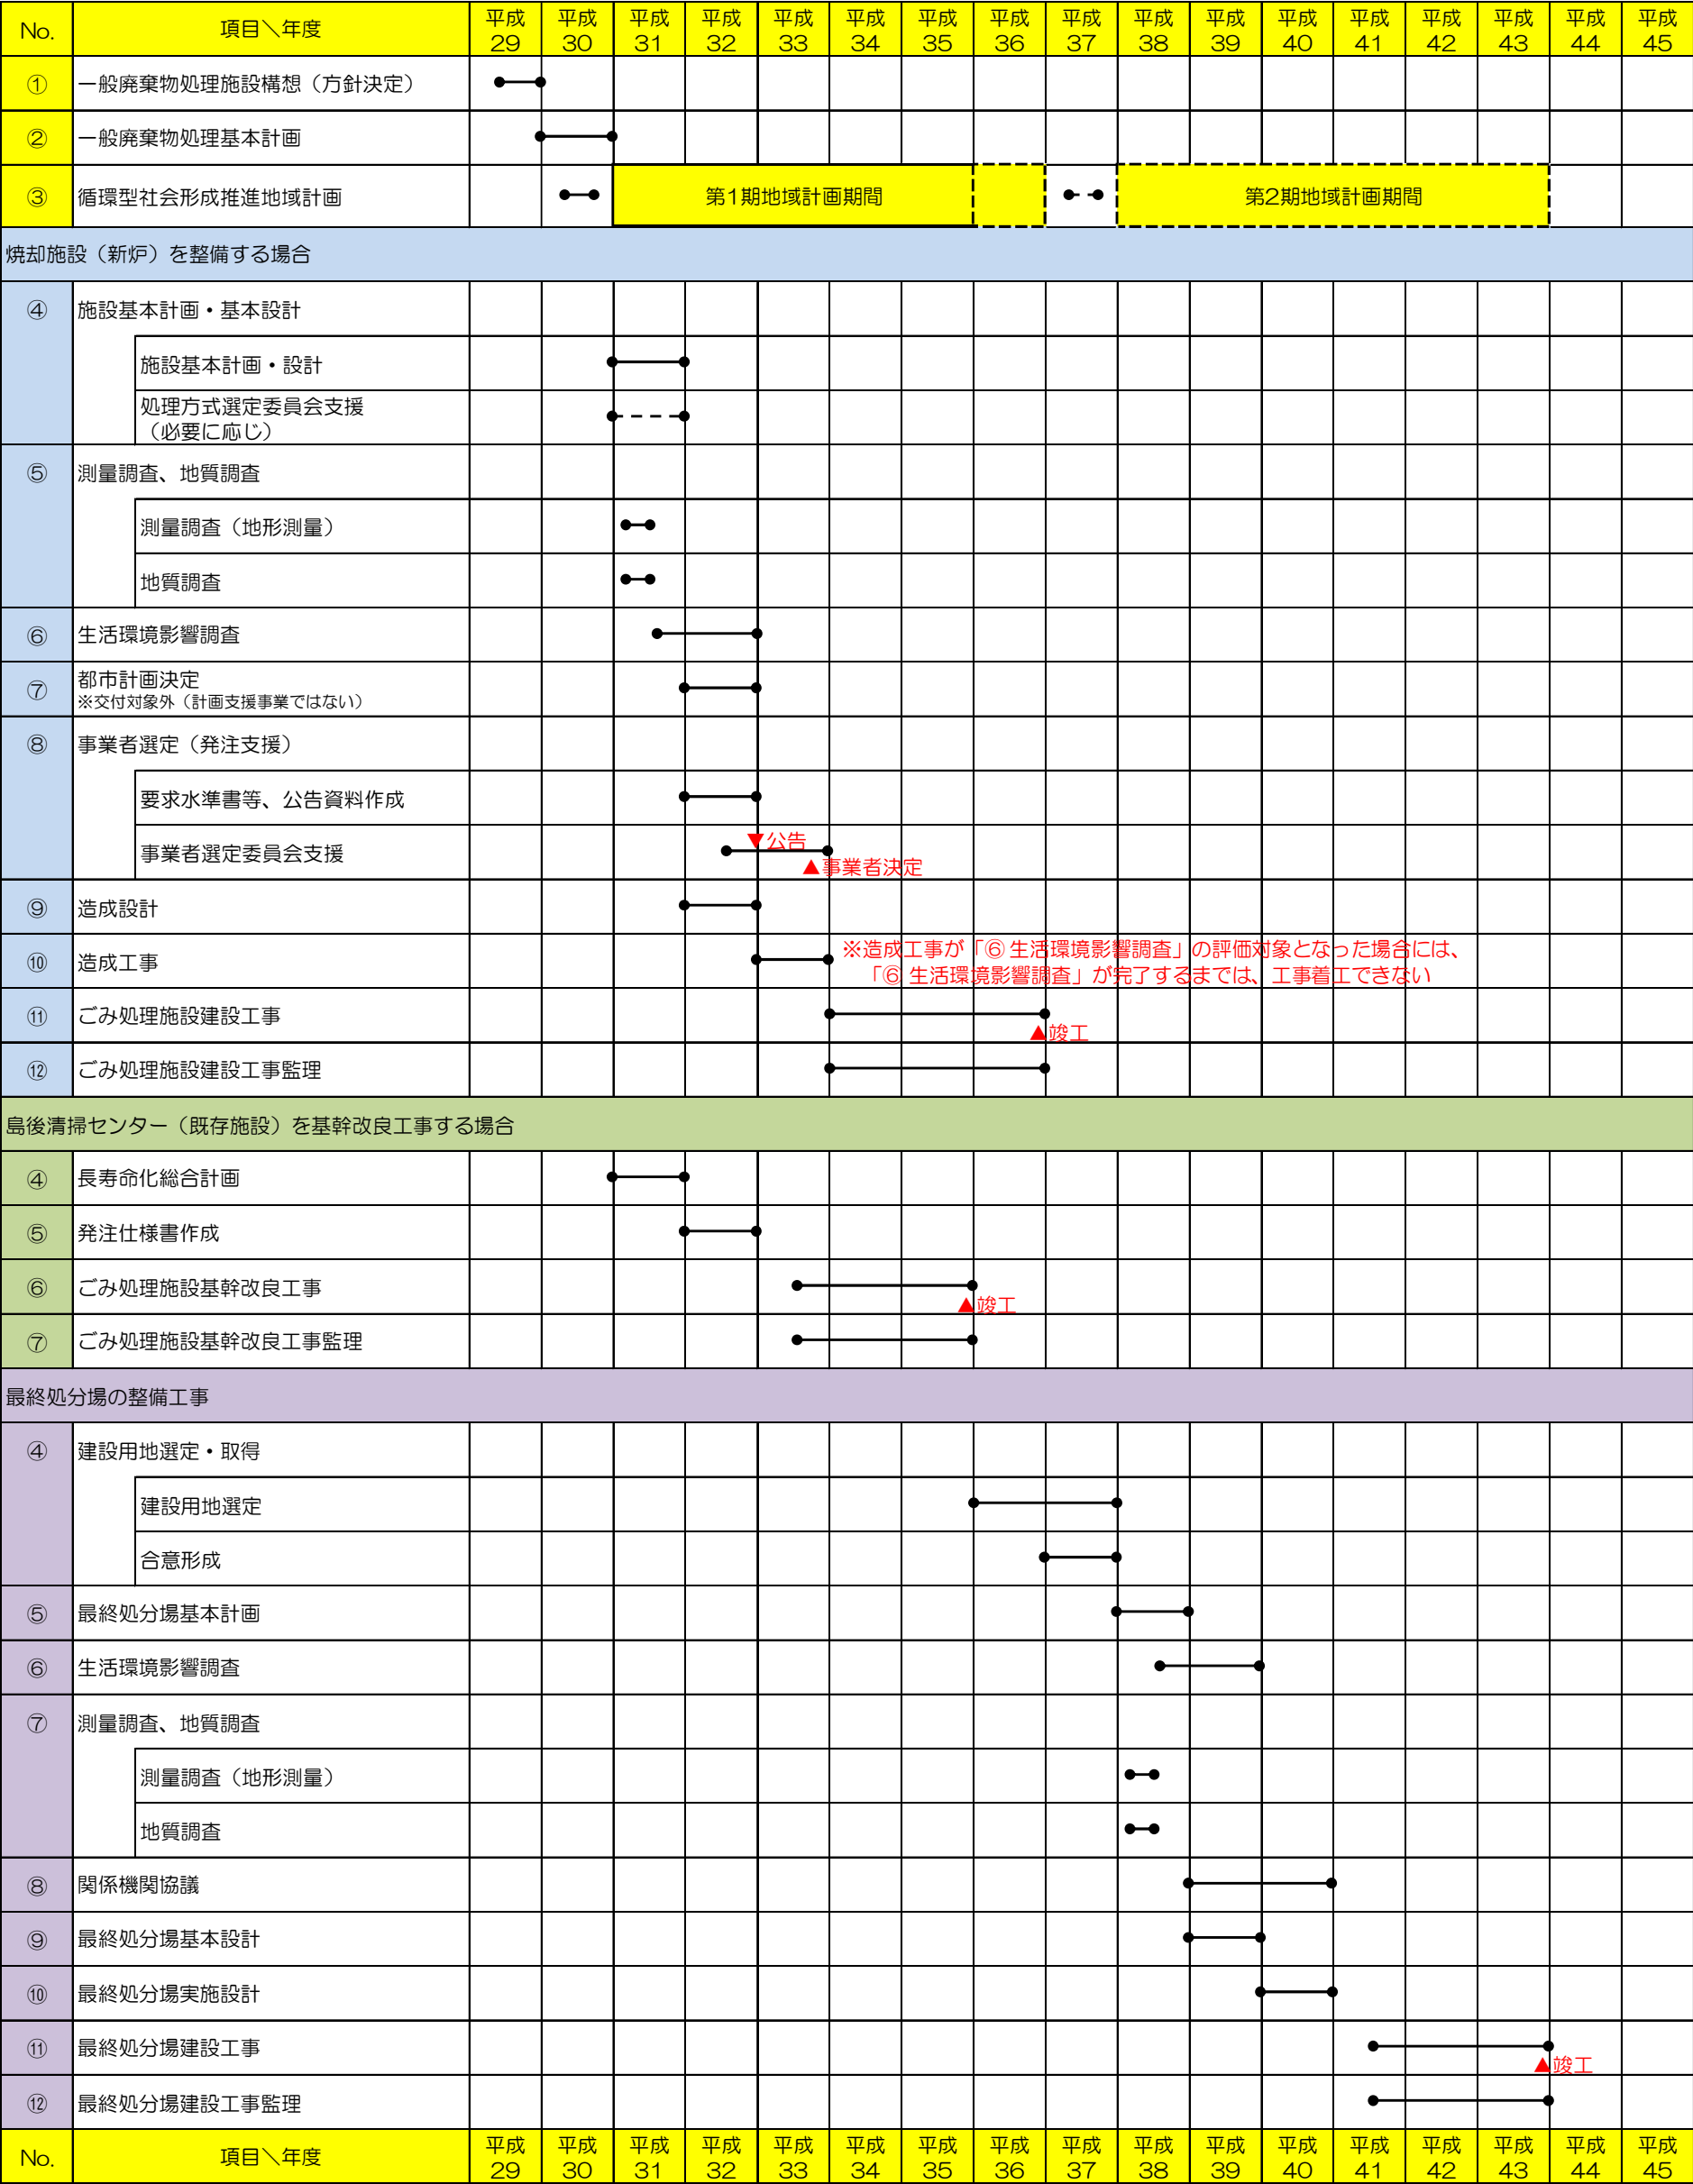 No. 項目＼年度 平成29 平成30 平成31 平成32 平成33 平成34 平成35 平成36 平成37 平成38 平成39 平成40 平成41 平成42 平成43 平成44 平成45
① 一般廃棄物処理施設構想（方針決定）
② 一般廃棄物処理基本計画
③ 循環型社会形成推進地域計画 第1期地域計画期間 第2期地域計画期間
焼却施設（新炉）を整備する場合
④ 施設基本計画・基本設計
施設基本計画・設計
処理方式選定委員会支援
（必要に応じ）
⑤ 測量調査、地質調査
測量調査（地形測量）
地質調査
⑥ 生活環境影響調査
⑦ 都市計画決定
※交付対象外（計画支援事業ではない）
⑧ 事業者選定（発注支援）
要求水準書等、公告資料作成
▼公告
事業者選定委員会支援
▲事業者決定
⑨ 造成設計
⑩ 造成工事 ※造成工事が「⑥ 生活環境影響調査」の評価対象となった場合には、
「⑥ 生活環境影響調査」が完了するまでは、工事着工できない
⑪ ごみ処理施設建設工事
▲竣工
⑫ ごみ処理施設建設工事監理
島後清掃センター（既存施設）を基幹改良工事する場合
④ 長寿命化総合計画
⑤ 発注仕様書作成
⑥ ごみ処理施設基幹改良工事
▲竣工
⑦ ごみ処理施設基幹改良工事監理
最終処分場の整備工事
④ 建設用地選定・取得
建設用地選定
合意形成
⑤ 最終処分場基本計画
⑥ 生活環境影響調査
⑦ 測量調査、地質調査
測量調査（地形測量）
地質調査
⑧ 関係機関協議
⑨ 最終処分場基本設計
⑩ 最終処分場実施設計
⑪ 最終処分場建設工事
▲竣工
⑫ 最終処分場建設工事監理
No. 項目＼年度 平成29 平成30 平成31 平成32 平成33 平成34 平成35 平成36 平成37 平成38 平成39 平成40 平成41 平成42 平成43 平成44 平成45